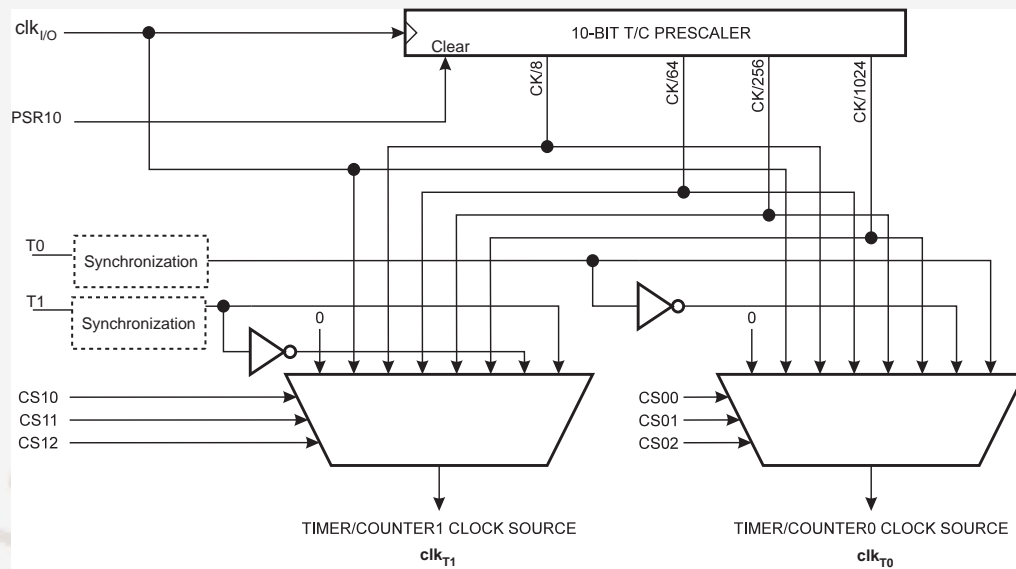 clkI/O
10-BIT T/C PRESCALER
Clear
CK/8
CK/64
CK/256
CK/1024
PSR10
T0
Synchronization
T1
Synchronization
0
0
CS10
CS11
CS12
CS00
CS01
CS02
TIMER/COUNTER1 CLOCK SOURCE
clkT1
TIMER/COUNTER0 CLOCK SOURCE
clkT0